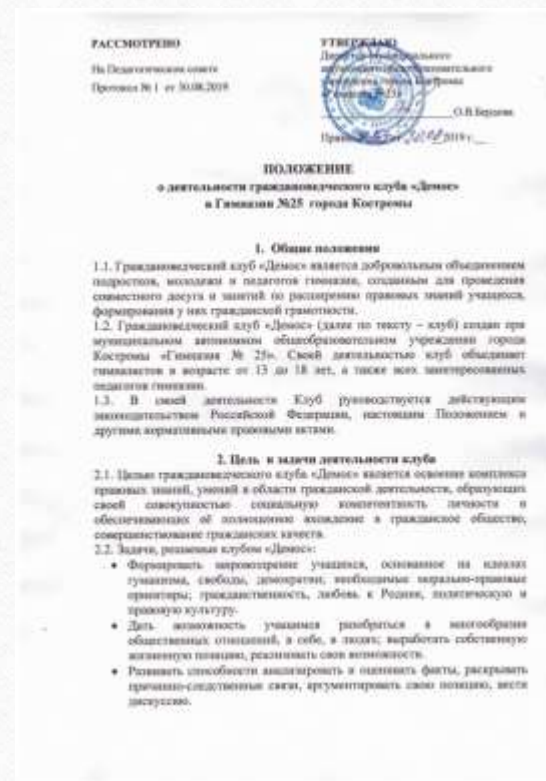 РАССМОТРЕНО
На Педагогическом совете
Протокол № 1 от 30.08.2019
УТВЕРЖДАЮ
О.В.Бердова
2019 г.
ПОЛОЖЕНИЕ
о деятельности граждановедческого клуба «Демос»
в Гимназии №25 города Костромы
1. Общие положения
1.1. Граждановедческий клуб «Демос» является добровольным объединением
подростков, молодежи и педагогов гимназии, созданным для проведения
совместного досуга и занятий по расширению правовых знаний учащихся,
формирования у них гражданской грамотности.
1.2. Граждановедческий клуб «Демос» (далее по тексту – клуб) создан при
муниципальном автономном общеобразовательном учреждении города
Костромы «Гимназия № 25». Своей деятельностью клуб объединяет
гимназистов в возрасте от 13 до 18 лет, а также всех заинтересованных
педагогов гимназии.
1.3. В своей деятельности Клуб руководствуется действующим
законодательством Российской Федерации, настоящим Положением и
другими нормативными правовыми актами.
2. Цель и задачи деятельности клуба
2.1. Целью граждановедческого клуба «Демос» является освоение комплекса
правовых знаний, умений в области гражданской деятельности, образующих
своей совокупностью социальную компетентность личности и
обеспечивающих её полноценное вхождение в гражданское общество,
совершенствование гражданских качеств.
2.2. Задачи, решаемые клубом «Демос»:
• Формировать мировоззрение учащихся, основанное на идеалах
гуманизма, свободы, демократии; необходимые морально-правовые
ориентиры; гражданственность, любовь к Родине, политическую и
правовую культуру.
• Дать возможность учащимся разобраться в многообразии
общественных отношений, в себе, в людях; выработать собственную
жизненную позицию, реализовать свои возможности.
• Развивать способности анализировать и оценивать факты, раскрывать
причинно-следственные связи, аргументировать свою позицию, вести
дискуссию.